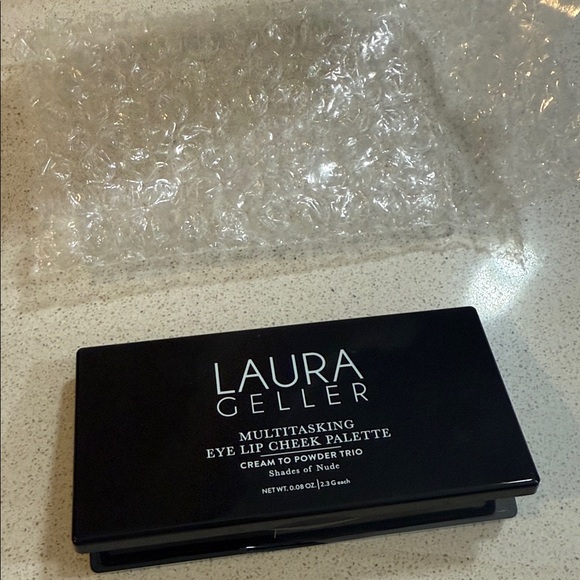 LAURA
GELLER
MULTITASKING
EYE LIP CHEEK PALETTE
CREAM TO POWDER TRIO
Shades of Nude
NET WT. 0.08 OZ. | 2.3 G each